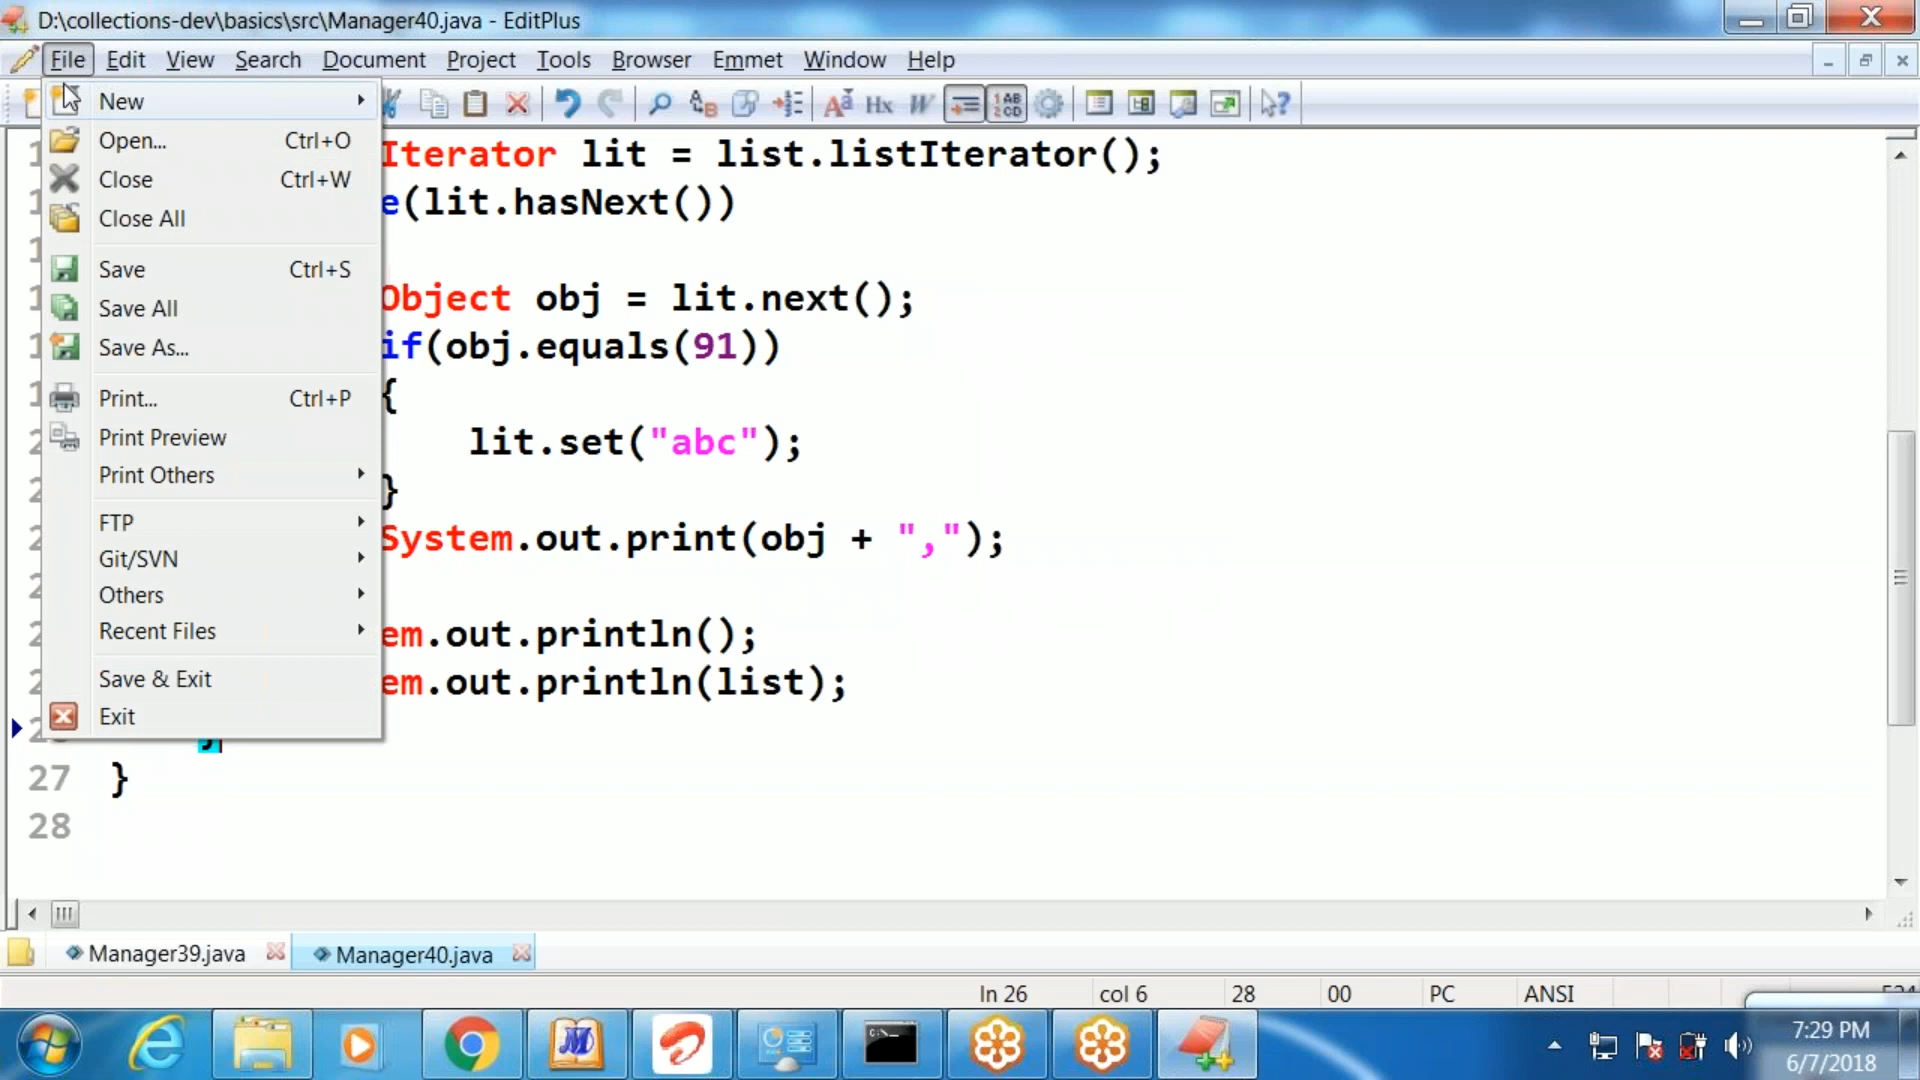 D:\collections-dev\basics\src\Manager40.java - EditPlus
File Edit View Search Document Project Tools Browser Emmet Window Help
New
Open... Ctrl+O
Close Ctrl+W
Close All
Save Ctrl+S
Save All
Save As...
Print... Ctrl+P
Print Preview
Print Others
FTP
Git/SVN
Others
Recent Files
Save & Exit
Exit
Iterator lit = list.listIterator();
e(lit.hasNext())
Object obj = lit.next();
if(obj.equals(91))
{
lit.set("abc");
}
System.out.print(obj + ",");
em.out.println();
em.out.println(list);
27 }
28
Manager39.java Manager40.java
ln 26 col 6 28 00 PC ANSI
7:29 PM
6/7/2018